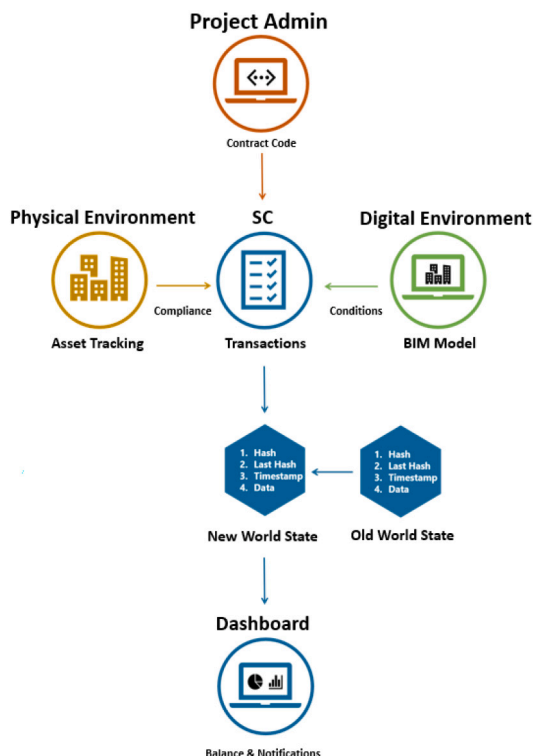 Project Admin
Contract Code
Physical Environment
SC
Digital Environment
Compliance
Conditions
Asset Tracking
Transactions
BIM Model
1. Hash
2. Last Hash
3. Timestamp
4. Data
1. Hash
2. Last Hash
3. Timestamp
4. Data
New World State
Old World State
Dashboard
Balance & Notifications